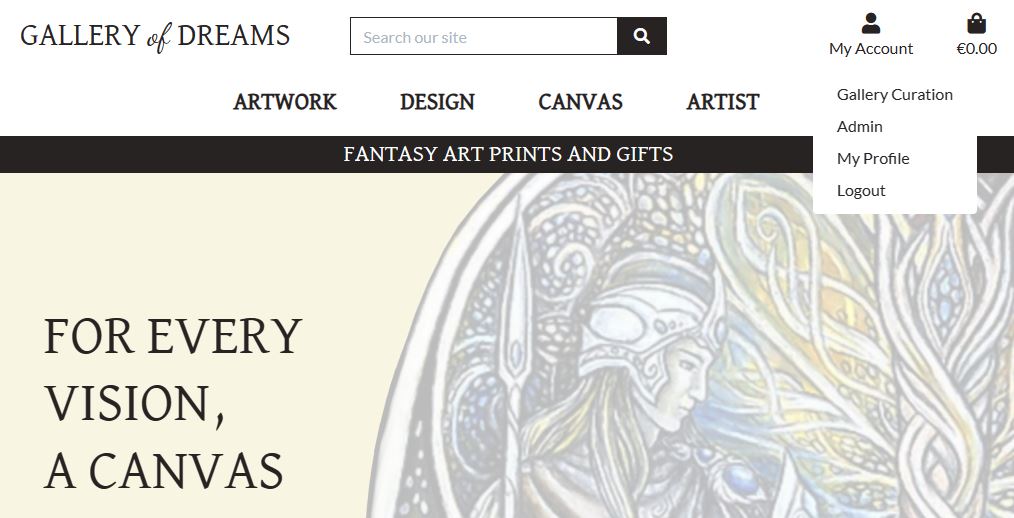 GALLERY of DREAMS
Search our site
My Account
€0.00
ARTWORK
DESIGN
CANVAS
ARTIST
Gallery Curation
Admin
My Profile
Logout
FANTASY ART PRINTS AND GIFTS
FOR EVERY
VISION,
A CANVAS